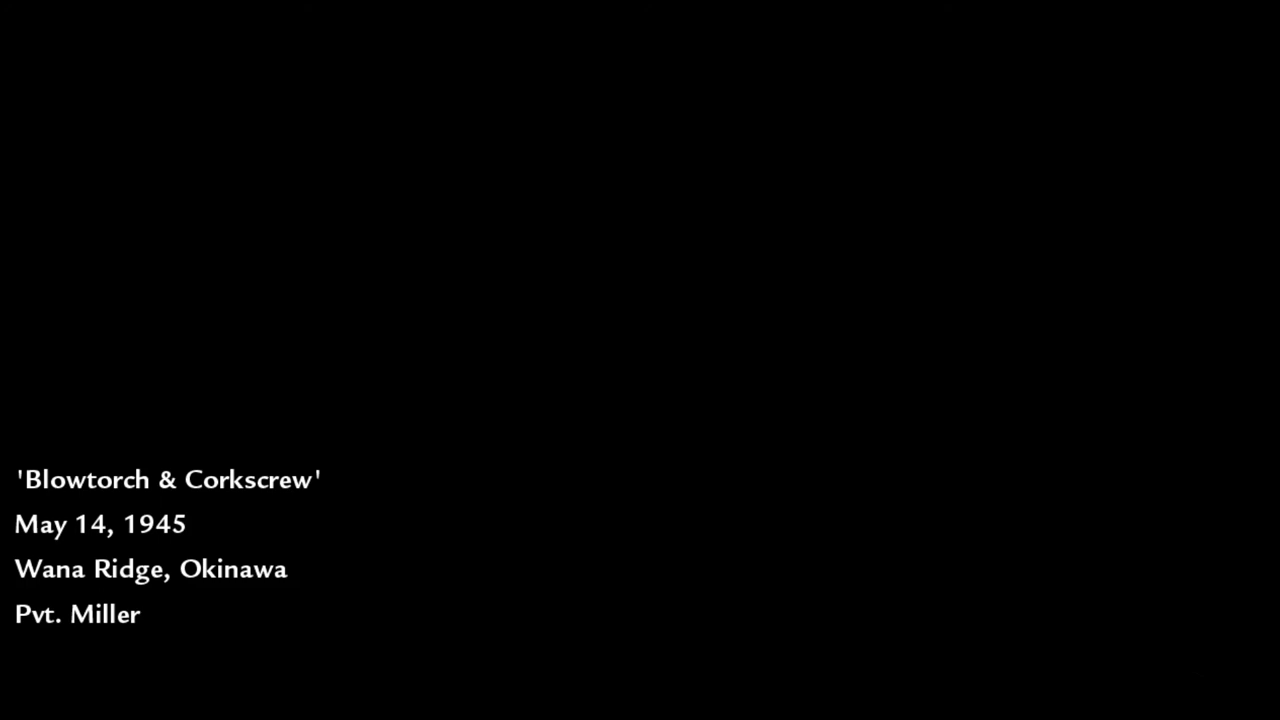 'Blowtorch & Corkscrew'
May 14, 1945
Wana Ridge, Okinawa
Pvt. Miller